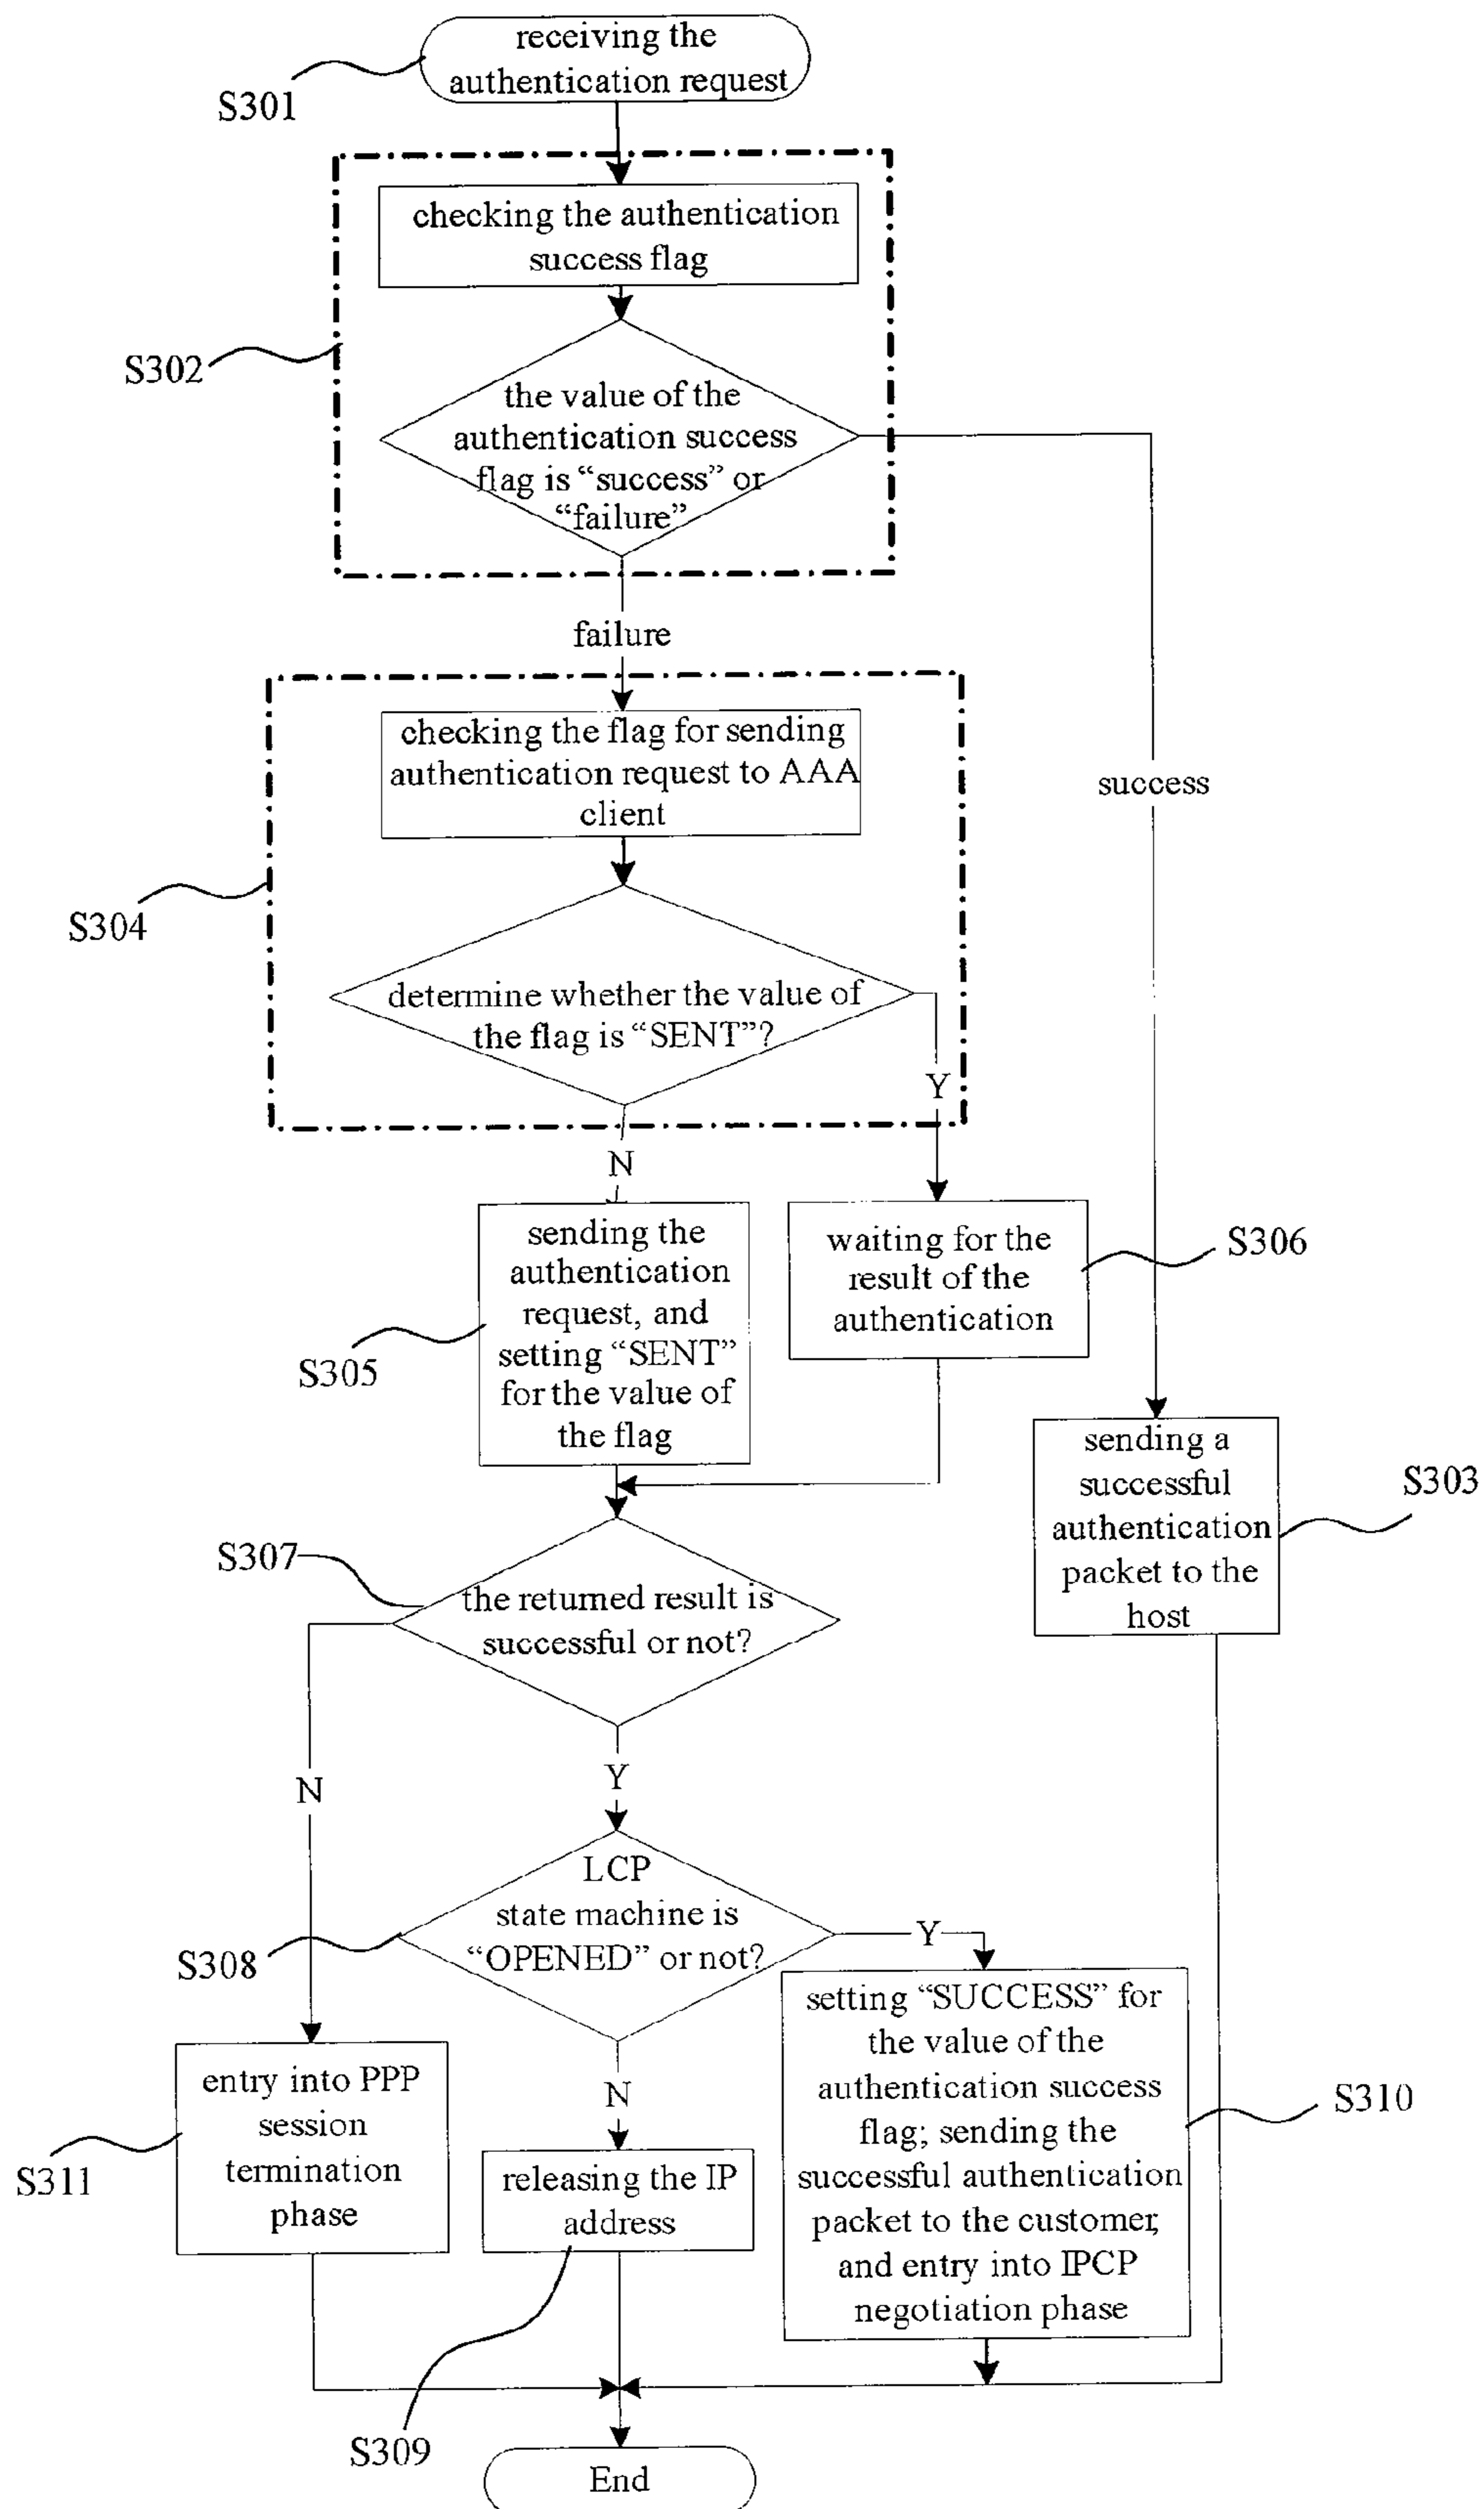 receiving the
authentication request
S301
checking the authentication
success flag
S302
the value of the
authentication success
flag is “success” or
“failure”
failure
success
checking the flag for sending
authentication request to AAA
client
S304
determine whether the value of
the flag is “SENT”?
Y
N
sending the
authentication
request, and
setting “SENT”
for the value of
the flag
S305
waiting for the
result of the
authentication
S306
sending a
successful
authentication
packet to the
host
S303
S307
the returned result is
successful or not?
N
Y
LCP
state machine is
“OPENED” or not?
S308
Y
N
setting “SUCCESS” for
the value of the
authentication success
flag; sending the
successful authentication
packet to the customer,
and entry into IPCP
negotiation phase
S310
entry into PPP
session
termination
phase
S311
releasing the IP
address
S309
End